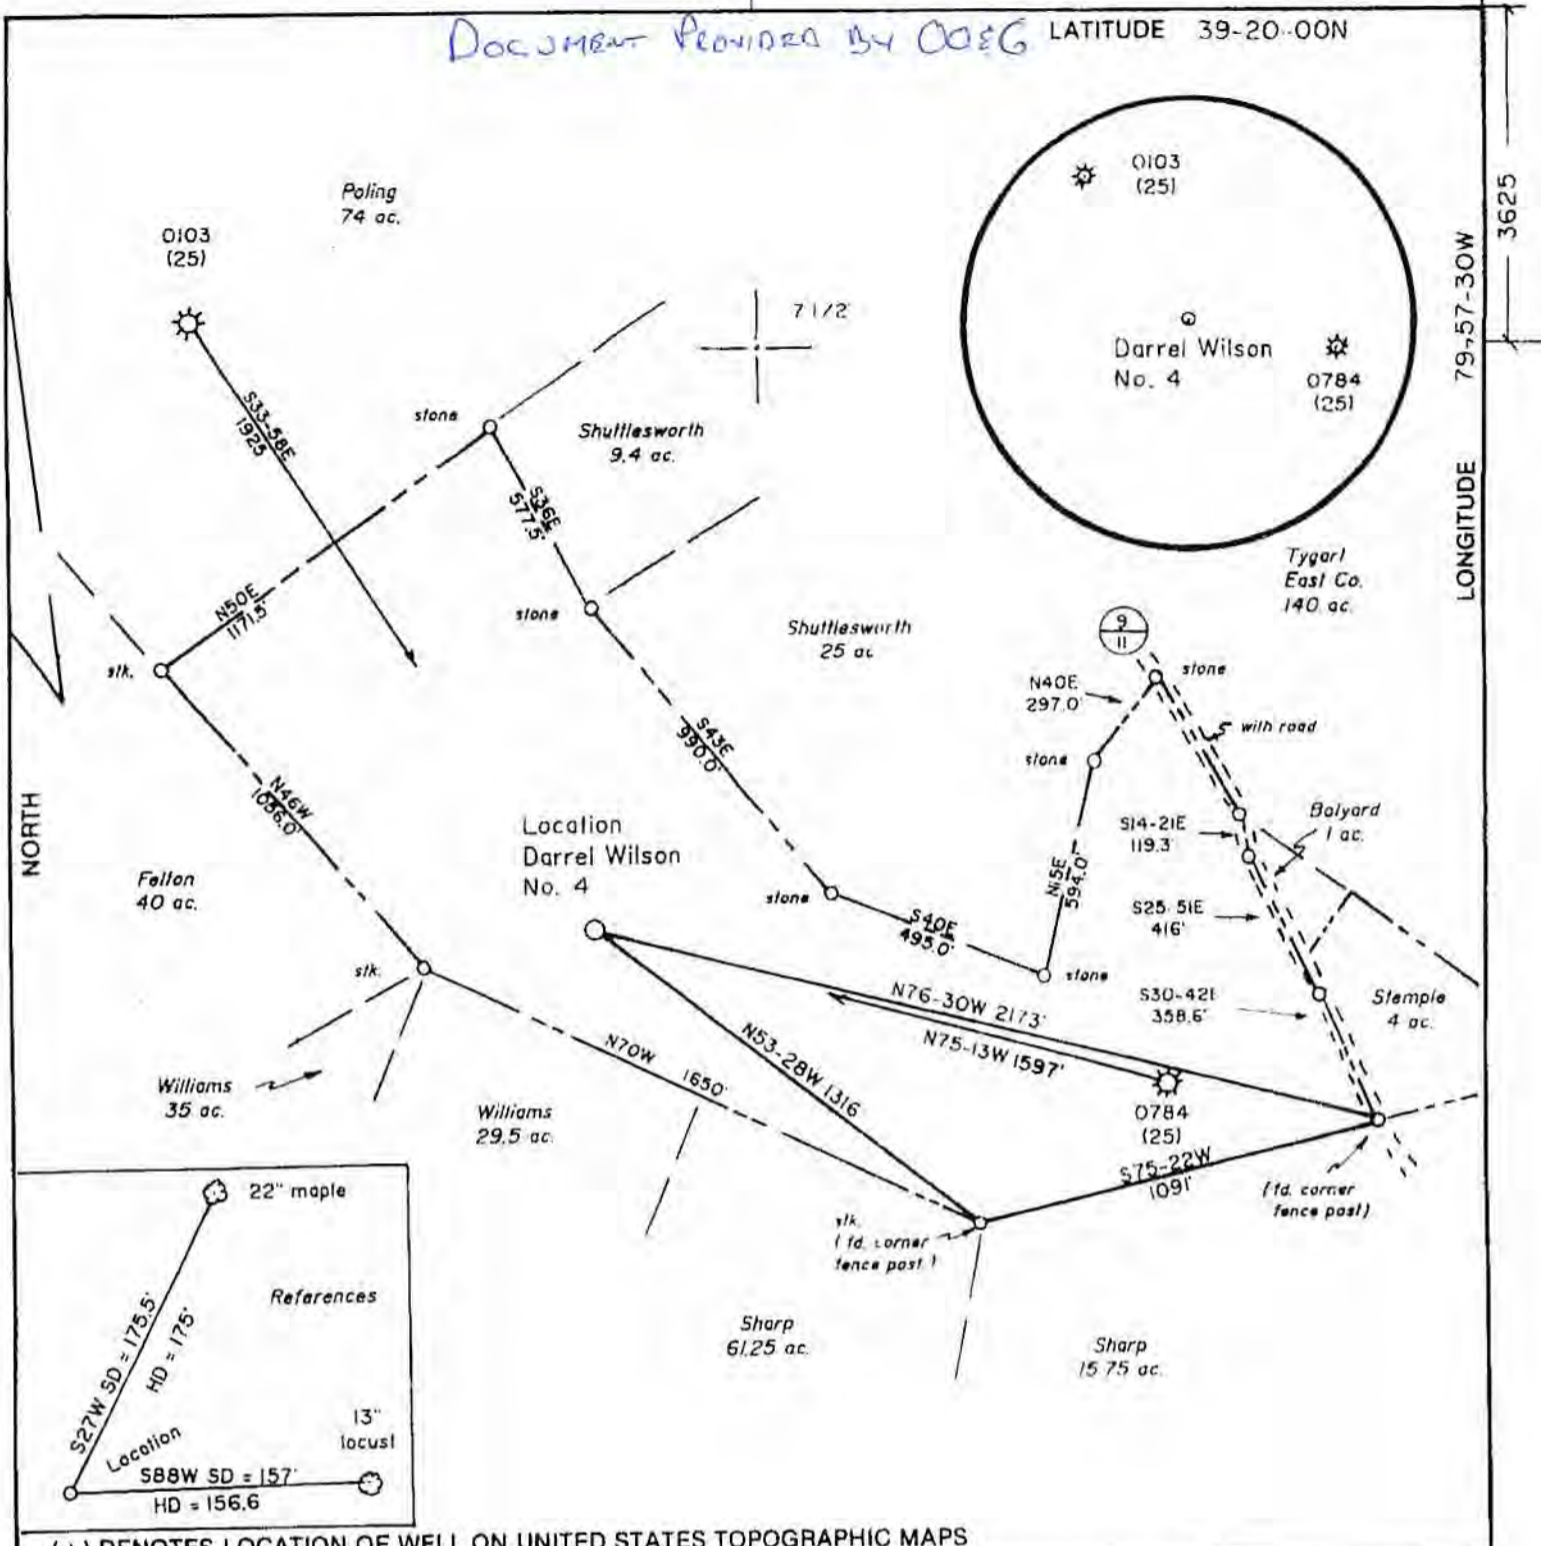 DOCUMENT PROVIDED BY OO&G
LATITUDE 39-20-00N
3625
79-57-30W
LONGITUDE
0103
(25)
Darrel Wilson
No. 4
0784
(25)
Poling
74 ac.
0103
(25)
7 1/2'
S33-58E
1925
stone
Shuttlesworth
9.4 ac.
S36E
577.5'
N50E
1171.5'
stone
stk.
Shuttlesworth
25 ac
Tygart
East Co.
140 ac.
9
11
stone
N40E
297.0'
with road
stone
S43E
990.0'
N46W
1086.0'
NORTH
Location
Darrel Wilson
No. 4
Bolyard
1 ac.
S14-21E
119.3'
Felton
40 ac.
N15E
594.0'
stone
S40E
495.0'
S25-51E
416'
stk.
stone
S30-42E
358.6'
Stemple
4 ac.
N76-30W 2173'
N75-13W 1597'
N53-28W 1316
N70W 1650'
Williams
35 ac.
Williams
29.5 ac.
0784
(25)
S75-22W
1091'
(fd. corner
fence post)
stk.
(fd. corner
fence post)
22" maple
References
S27W SD = 175.5'
HD = 175'
Location
13"
locust
S88W SD = 157'
HD = 156.6
Sharp
61.25 ac.
Sharp
15.75 ac.
(+) DENOTES LOCATION OF WELL ON UNITED STATES TOPOGRAPHIC MAPS